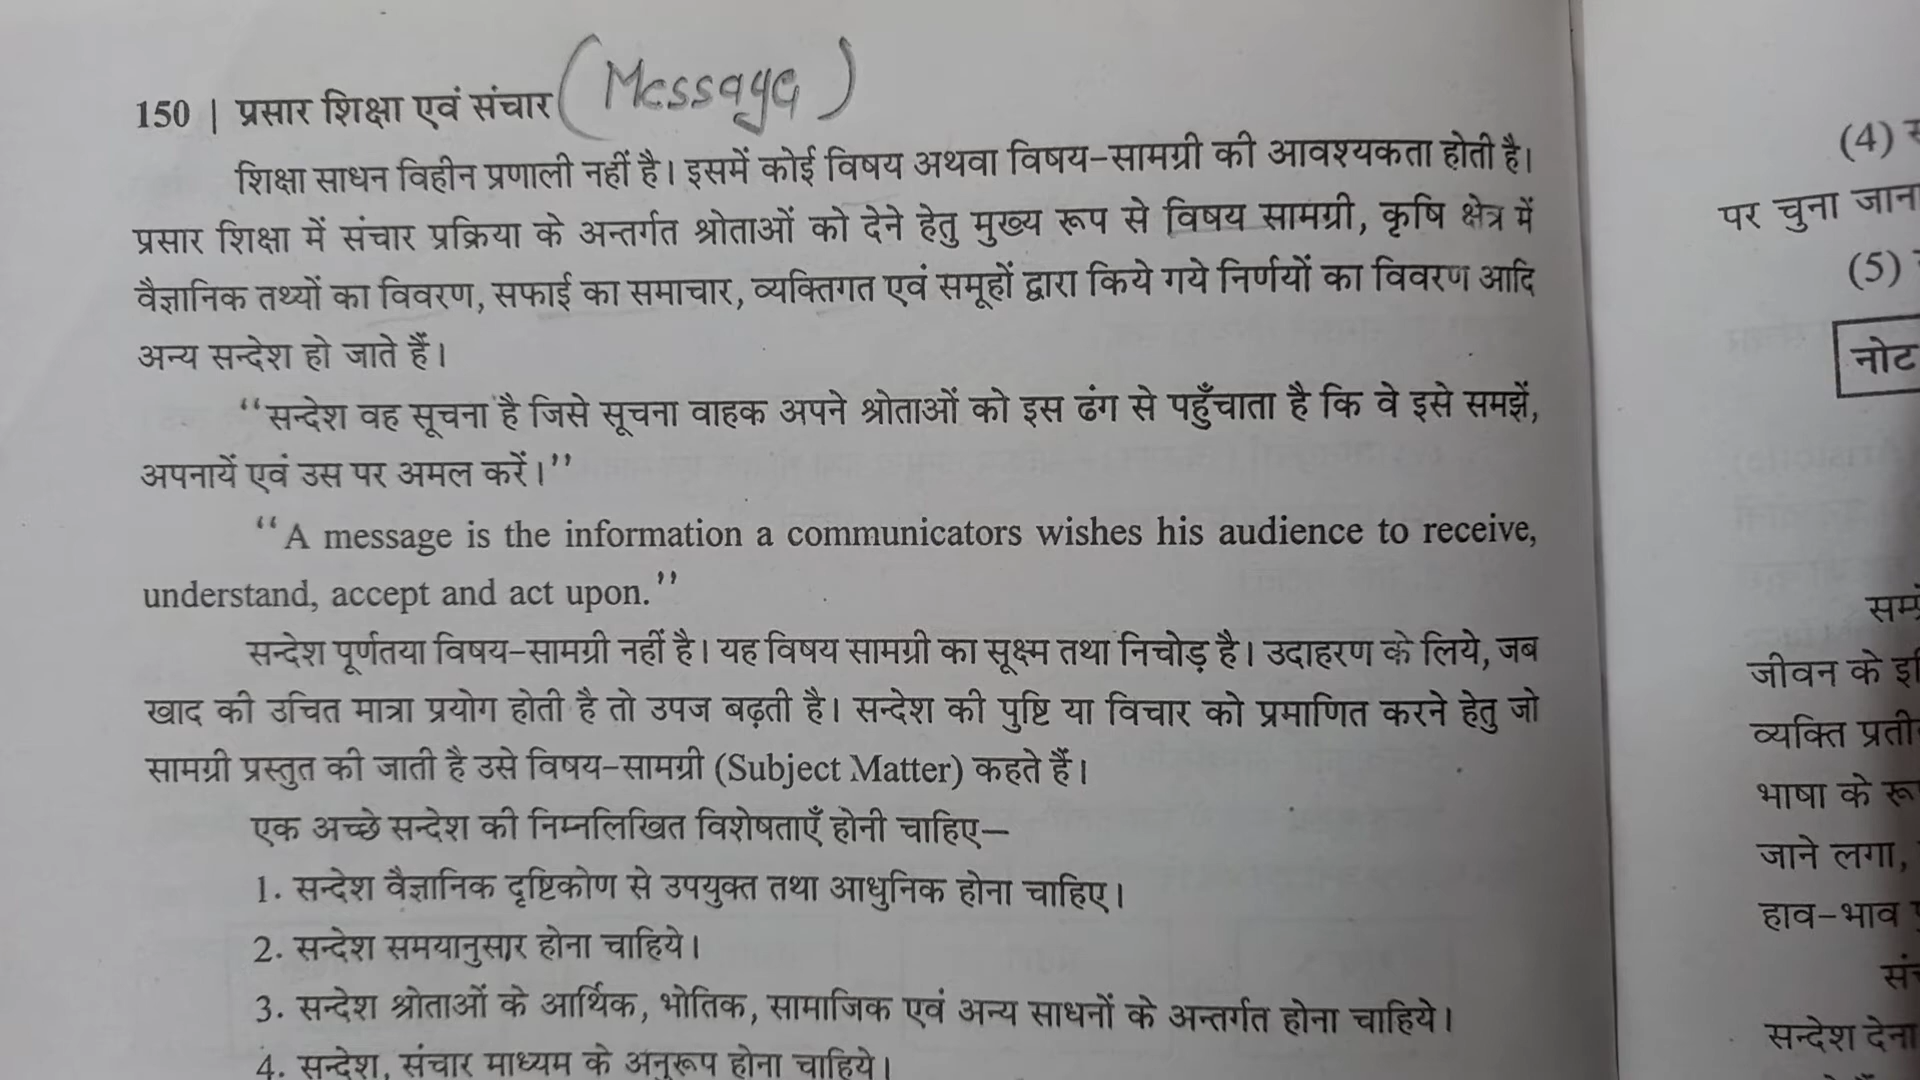 150 | प्रसार शिक्षा एवं संचार (Message)
शिक्षा साधन विहीन प्रणाली नहीं है। इसमें कोई विषय अथवा विषय-सामग्री की आवश्यकता होती है।
प्रसार शिक्षा में संचार प्रक्रिया के अन्तर्गत श्रोताओं को देने हेतु मुख्य रूप से विषय सामग्री, कृषि क्षेत्र में
वैज्ञानिक तथ्यों का विवरण, सफाई का समाचार, व्यक्तिगत एवं समूहों द्वारा किये गये निर्णयों का विवरण आदि
अन्य सन्देश हो जाते हैं।
“सन्देश वह सूचना है जिसे सूचना वाहक अपने श्रोताओं को इस ढंग से पहुँचाता है कि वे इसे समझें,
अपनायें एवं उस पर अमल करें।”
“A message is the information a communicators wishes his audience to receive,
understand, accept and act upon.”
सन्देश पूर्णतया विषय-सामग्री नहीं है। यह विषय सामग्री का सूक्ष्म तथा निचोड़ है। उदाहरण के लिये, जब
खाद की उचित मात्रा प्रयोग होती है तो उपज बढ़ती है। सन्देश की पुष्टि या विचार को प्रमाणित करने हेतु जो
सामग्री प्रस्तुत की जाती है उसे विषय-सामग्री (Subject Matter) कहते हैं।
एक अच्छे सन्देश की निम्नलिखित विशेषताएँ होनी चाहिए—
1. सन्देश वैज्ञानिक दृष्टिकोण से उपयुक्त तथा आधुनिक होना चाहिए।
2. सन्देश समयानुसार होना चाहिये।
3. सन्देश श्रोताओं के आर्थिक, भोतिक, सामाजिक एवं अन्य साधनों के अन्तर्गत होना चाहिये।
4. सन्देश, संचार माध्यम के अनुरूप होना चाहिये।
(4)
पर चुना जाना
(5)
नोट
जीवन के
व्यक्ति
भाषा के
जाने लगा,
हाव-भाव
सन्देश देना